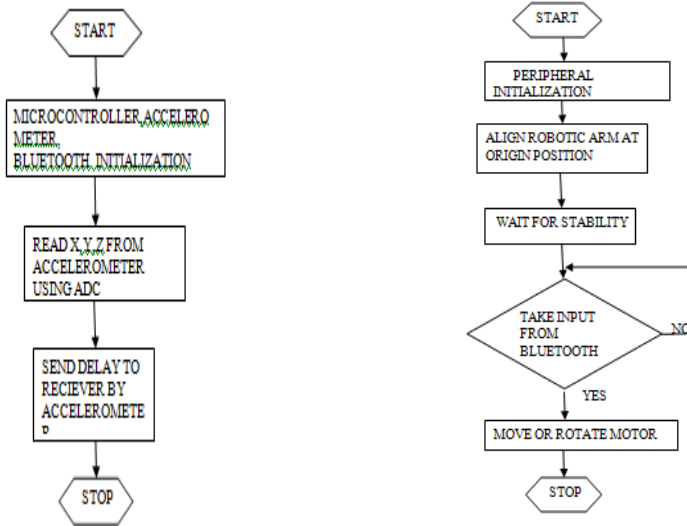 START
MICROCONTROLLER,ACCELERO
METER,
BLUETOOTH INITIALIZATION
READ X,Y,Z FROM
ACCELEROMETER
USING ADC
SEND DELAY TO
RECIEVER BY
ACCELEROMETE
R
STOP
START
PERIPHERAL
INITIALIZATION
ALIGN ROBOTIC ARM AT
ORIGIN POSITION
WAIT FOR STABILITY
TAKE INPUT
FROM
BLUETOOTH
NO
YES
MOVE OR ROTATE MOTOR
STOP